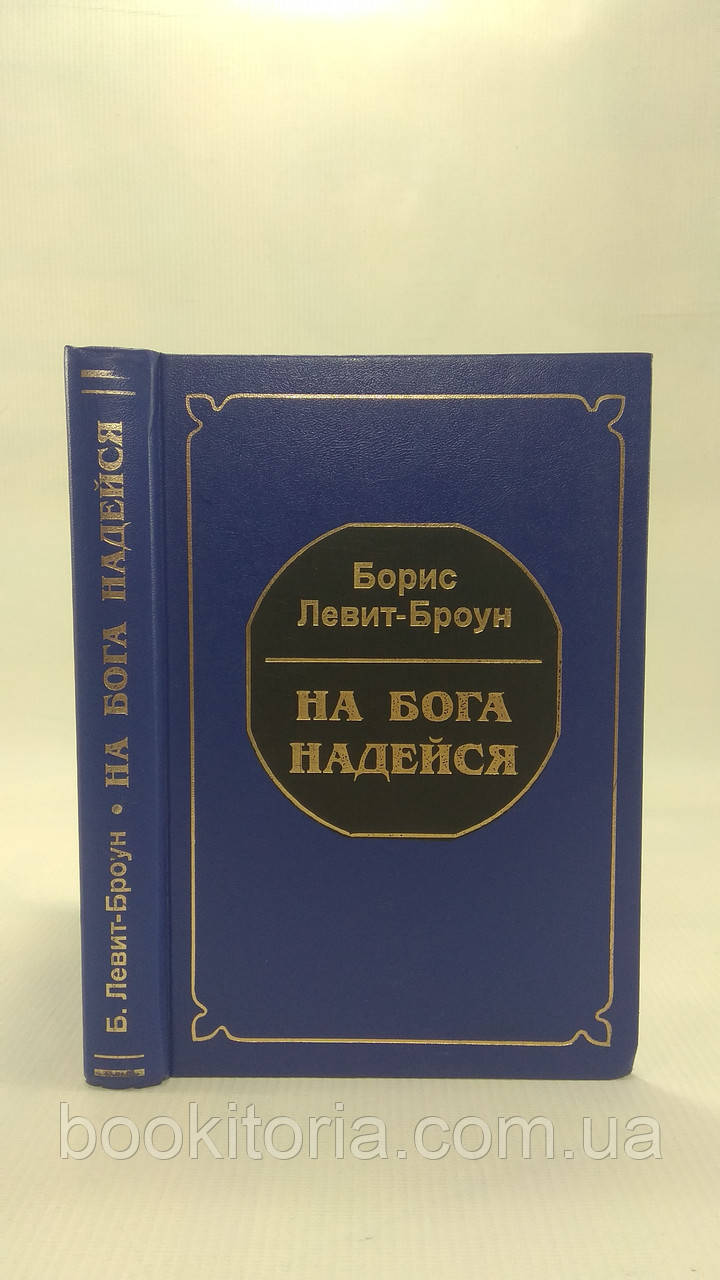 Б. Левит-Броун • НА БОГА НАДЕЙСЯ
Борис
Левит-Броун
НА БОГА
НАДЕЙСЯ
bookitoria.com.ua